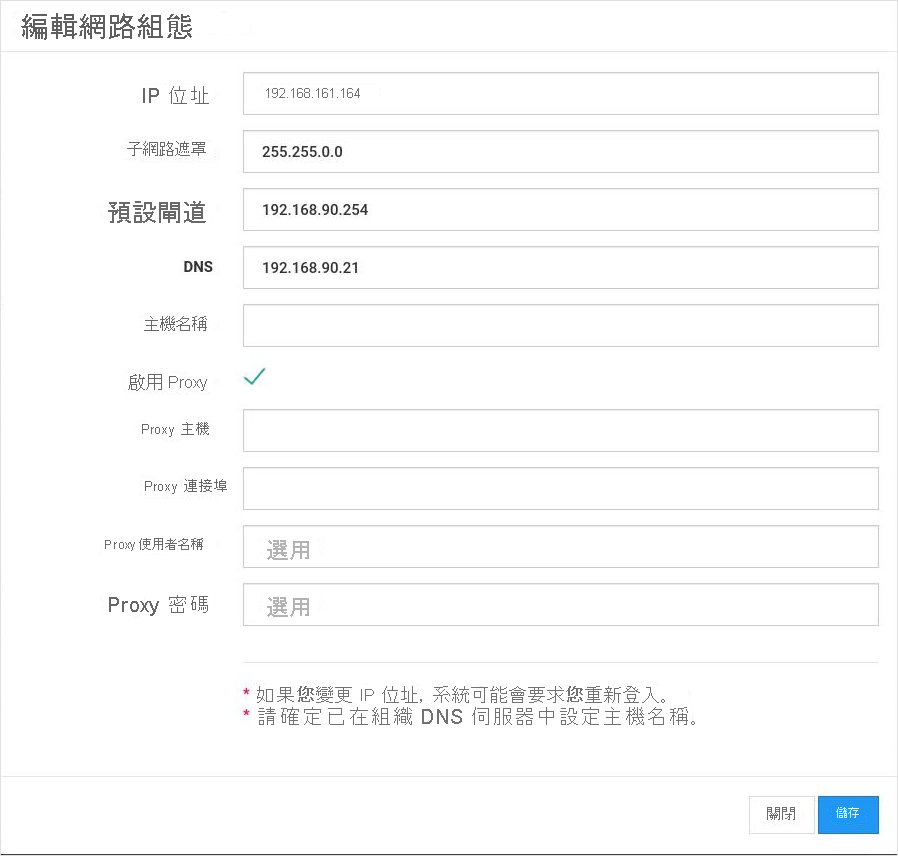 編輯網路組態
IP 位址 192.168.161.164
子網路遮罩 255.255.0.0
預設閘道 192.168.90.254
DNS 192.168.90.21
主機名稱
啟用 Proxy
Proxy 主機
Proxy 連接埠
Proxy 使用者名稱 選用
Proxy 密碼 選用
* 如果您變更 IP 位址, 系統可能會要求您重新登入。
* 請確定已在組織 DNS 伺服器中設定主機名稱。
關閉 儲存